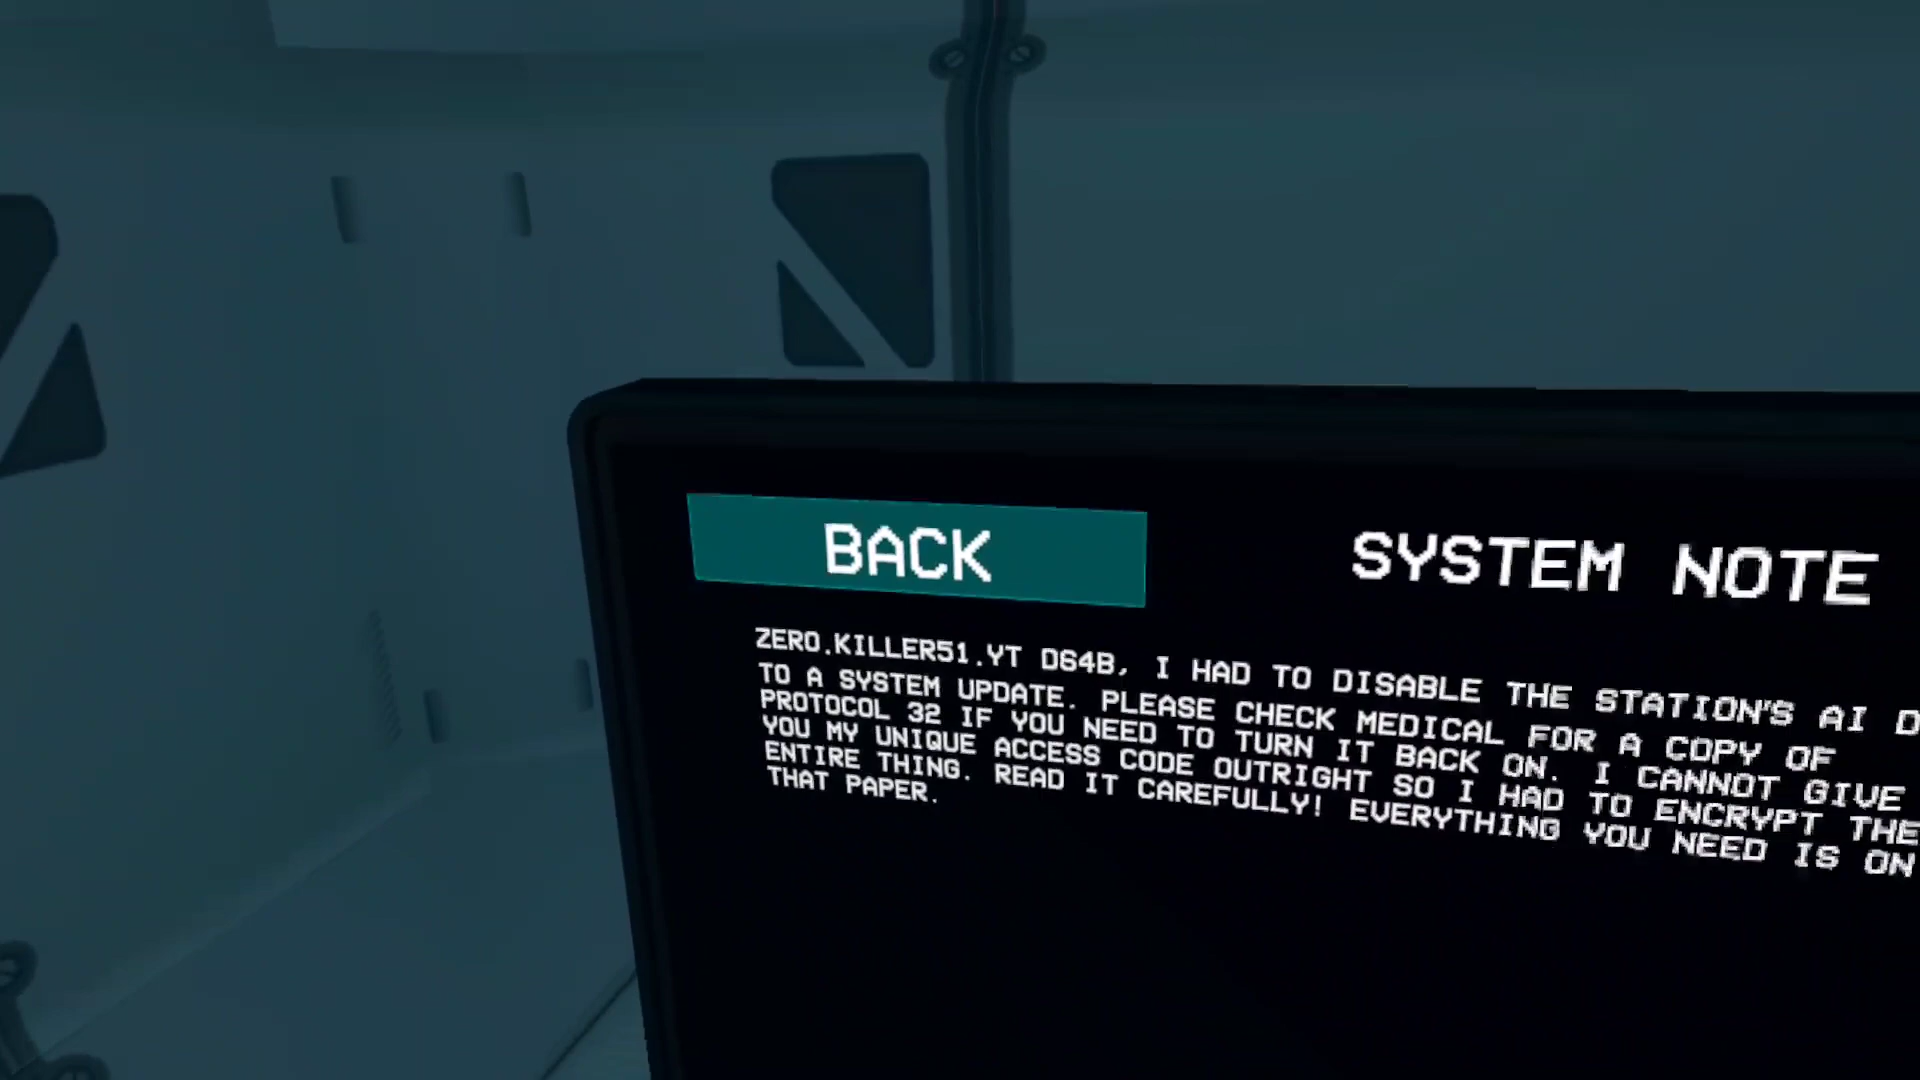 BACK
SYSTEM NOTE
ZERO.KILLER51.YT D64B, I HAD TO DISABLE THE STATION'S AI
TO A SYSTEM UPDATE. PLEASE CHECK MEDICAL FOR A COPY OF
PROTOCOL 32 IF YOU NEED TO TURN IT BACK ON. I CANNOT GIVE
YOU MY UNIQUE ACCESS CODE OUTRIGHT SO I HAD TO ENCRYPT THE
ENTIRE THING. READ IT CAREFULLY! EVERYTHING YOU NEED IS ON
THAT PAPER.